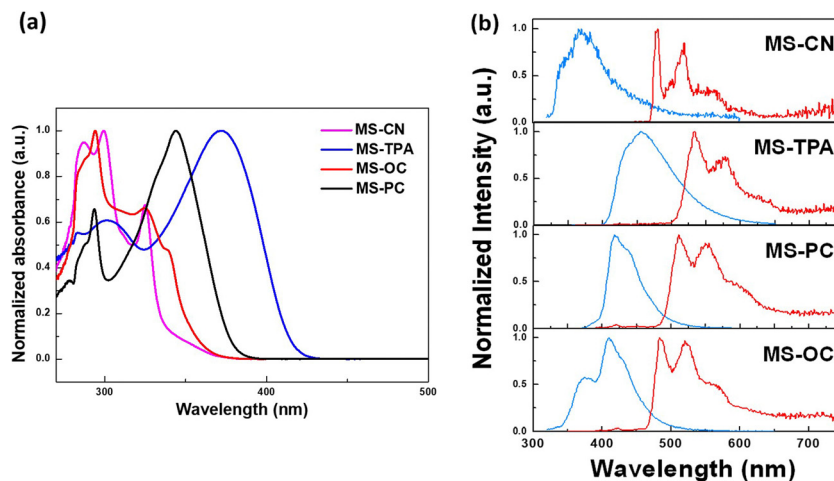 (a)
Normalized absorbance (a.u.)
1.0
0.8
0.6
0.4
0.2
0.0
MS-CN
MS-TPA
MS-OC
MS-PC
300
400
500
Wavelength (nm)
(b)
Normalized Intensity (a.u.)
1.0
MS-CN
0.5
0.0
1.0
MS-TPA
0.5
0.0
1.0
MS-PC
0.5
0.0
1.0
MS-OC
0.5
0.0
300
400
500
600
700
Wavelength (nm)